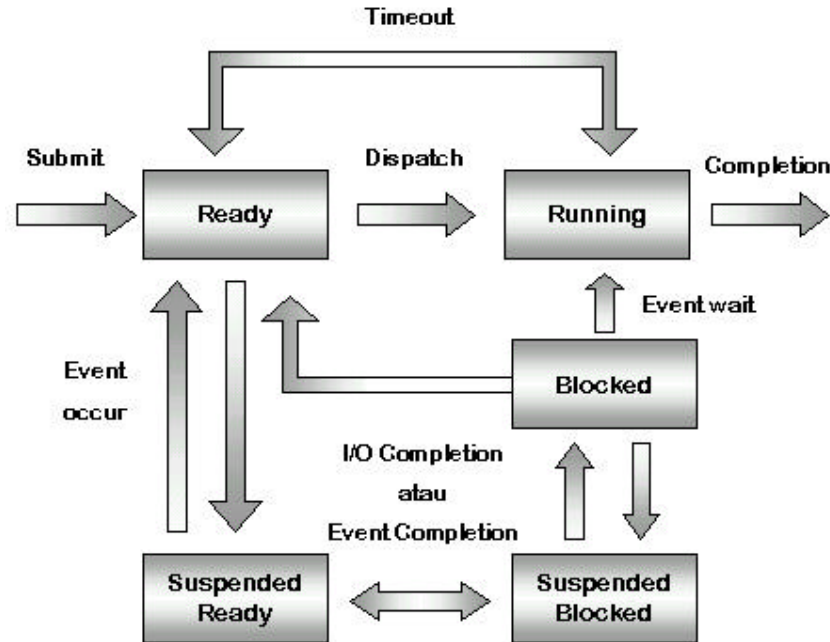 Timeout
Submit
Dispatch
Completion
Ready
Running
Event wait
Event
occur
Blocked
I/O Completion
atau
Event Completion
Suspended
Ready
Suspended
Blocked